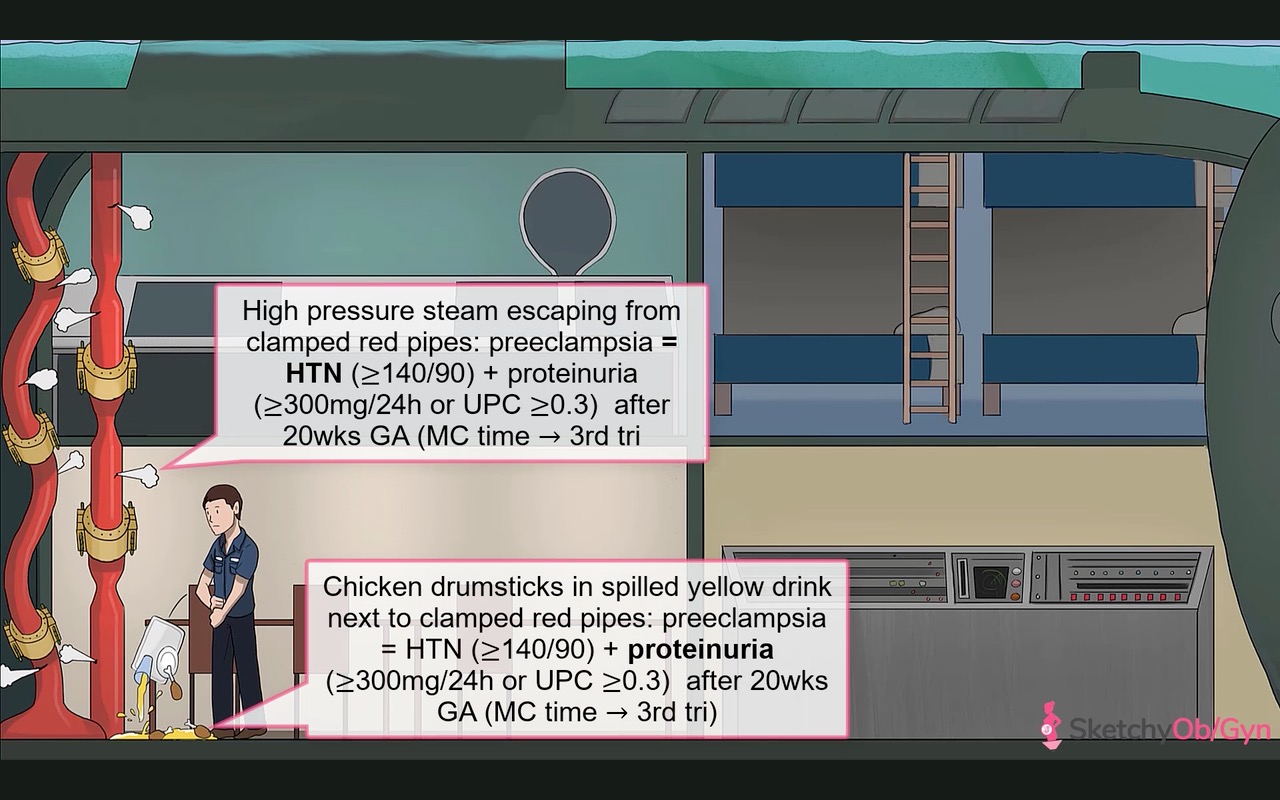 High pressure steam escaping from
clamped red pipes: preeclampsia =
HTN (≥140/90) + proteinuria
(≥300mg/24h or UPC ≥0.3)  after
20wks GA (MC time → 3rd tri
Chicken drumsticks in spilled yellow drink
next to clamped red pipes: preeclampsia
= HTN (≥140/90) + proteinuria
(≥300mg/24h or UPC ≥0.3)  after 20wks
GA (MC time → 3rd tri)
SketchyOb/Gyn